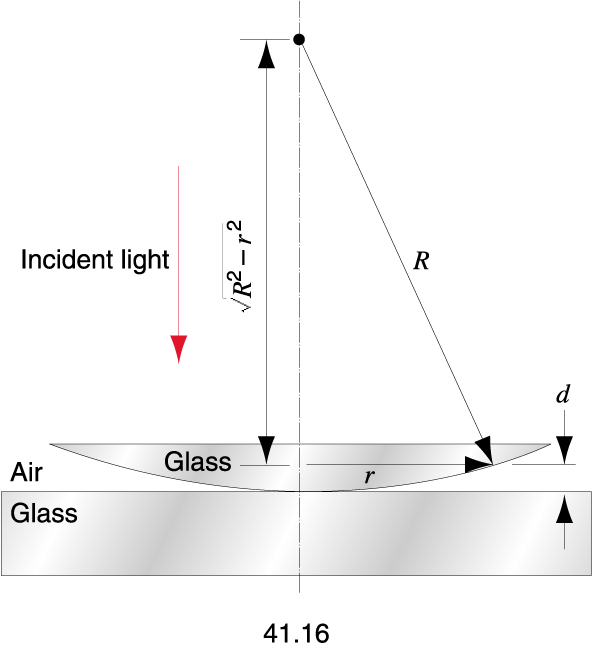 Incident light
√R² – r²
R
d
Glass
r
Air
Glass
41.16